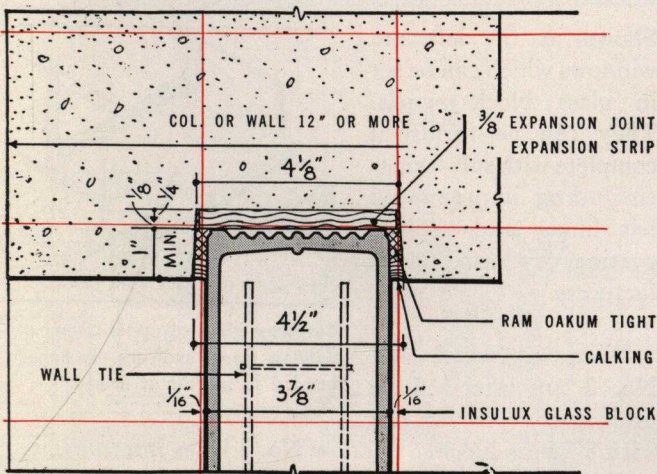 COL. OR WALL 12" OR MORE
3/8" EXPANSION JOINT
EXPANSION STRIP
4 1/8"
1/8" 1/4"
1" MIN.
4 1/2"
RAM OAKUM TIGHT
CALKING
WALL TIE
3 7/8"
1/16"
1/16"
INSULUX GLASS BLOCK